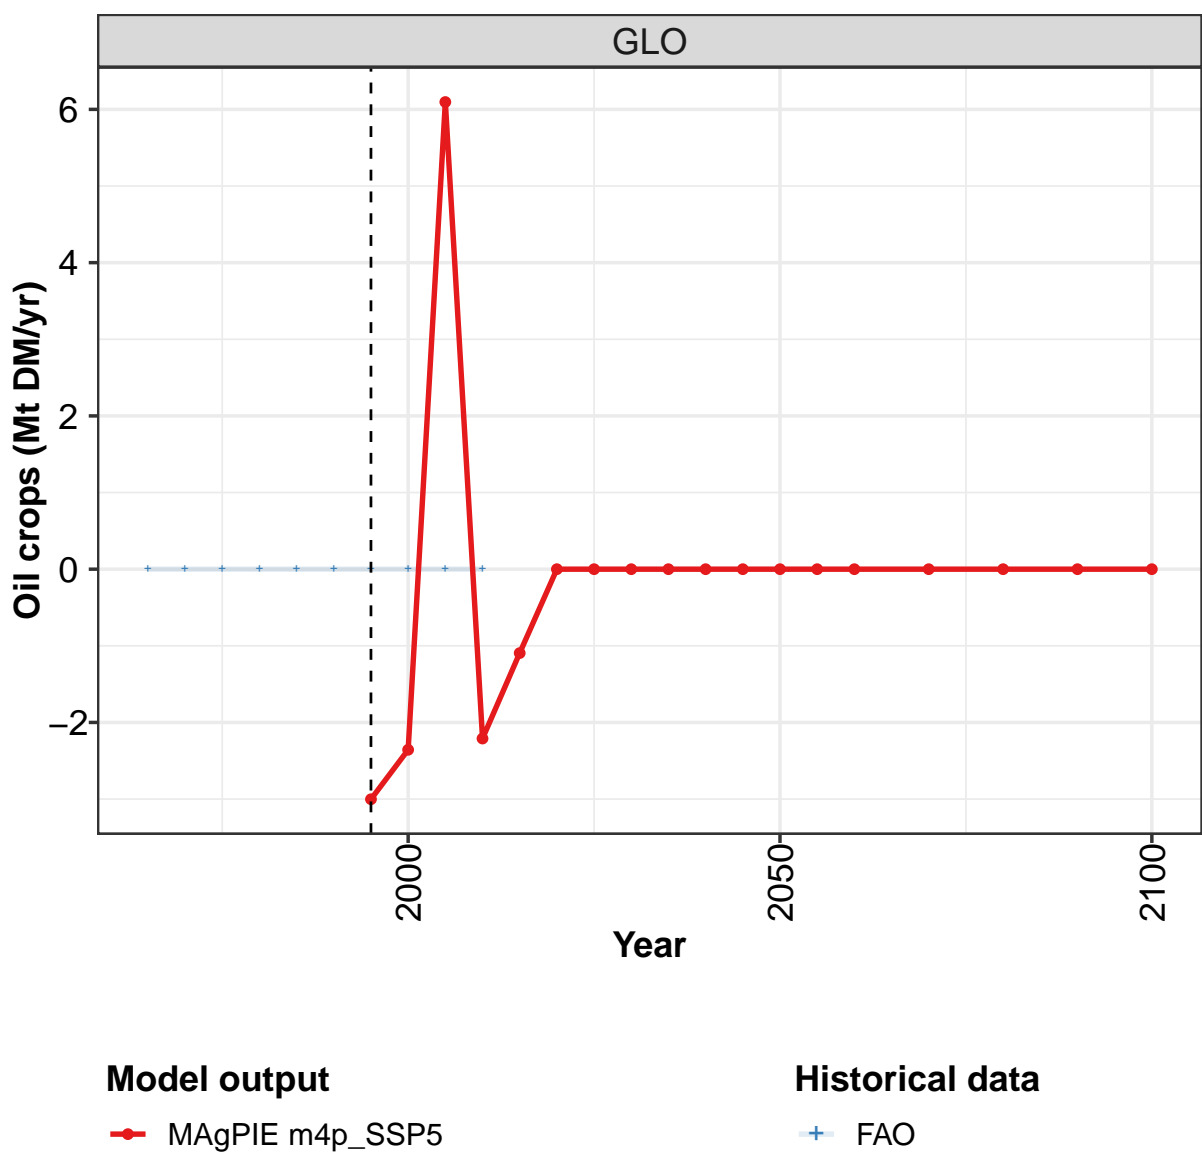 GLO
Oil crops (Mt DM/yr)
6
4
2
0
−2
2000
2050
2100
Year
Model output
MAgPIE m4p_SSP5
Historical data
FAO